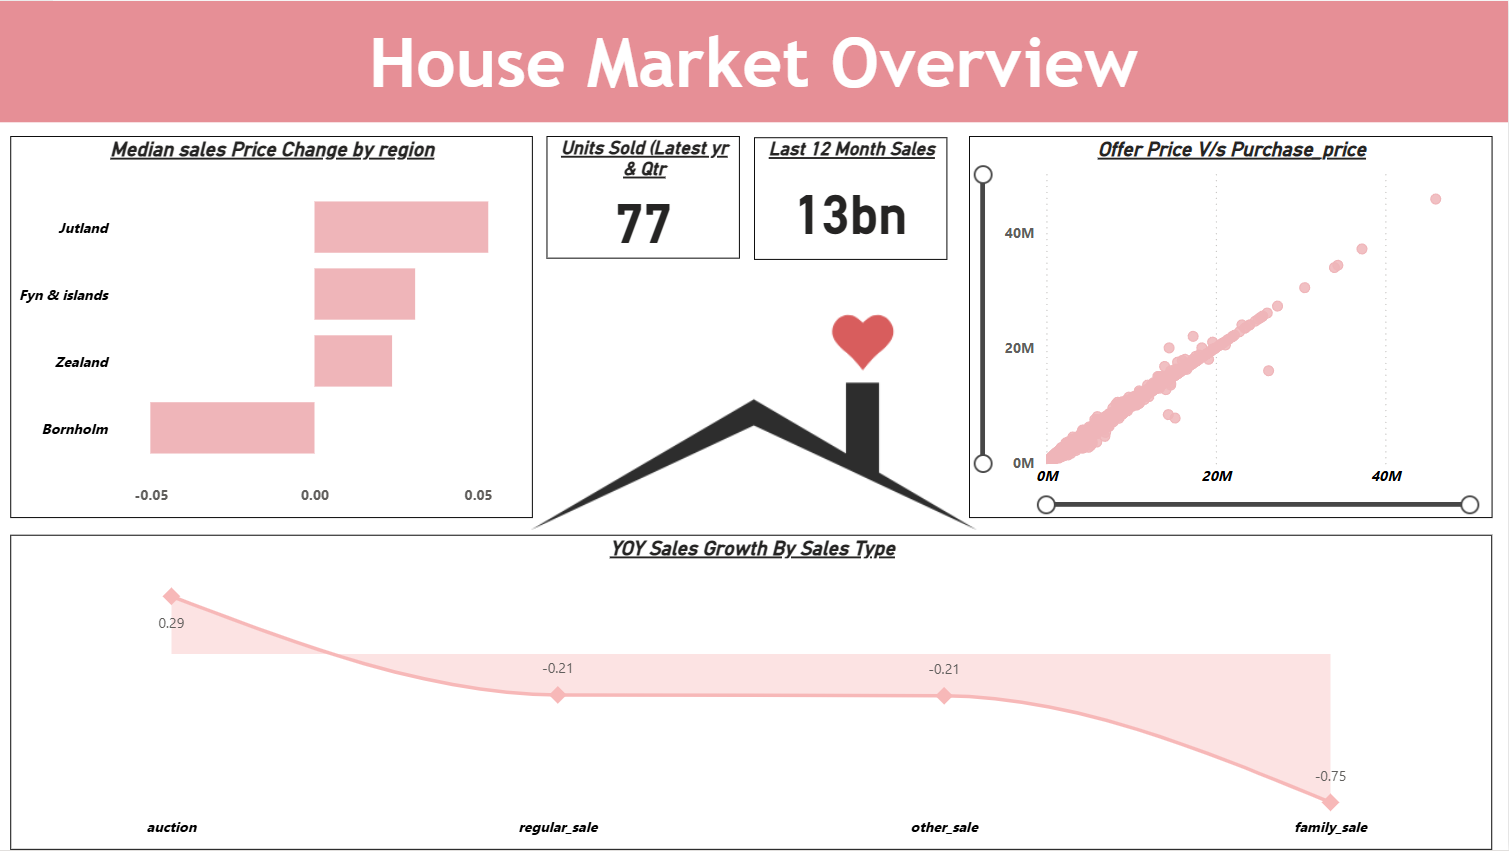 House Market Overview
Median sales Price Change by region
Jutland
Fyn & islands
Zealand
Bornholm
-0.05
0.00
0.05
Units Sold (Latest yr
& Qtr
77
Last 12 Month Sales
13bn
Offer Price V/s Purchase_price
40M
20M
0M
0M
20M
40M
YOY Sales Growth By Sales Type
0.29
-0.21
-0.21
-0.75
auction
regular_sale
other_sale
family_sale